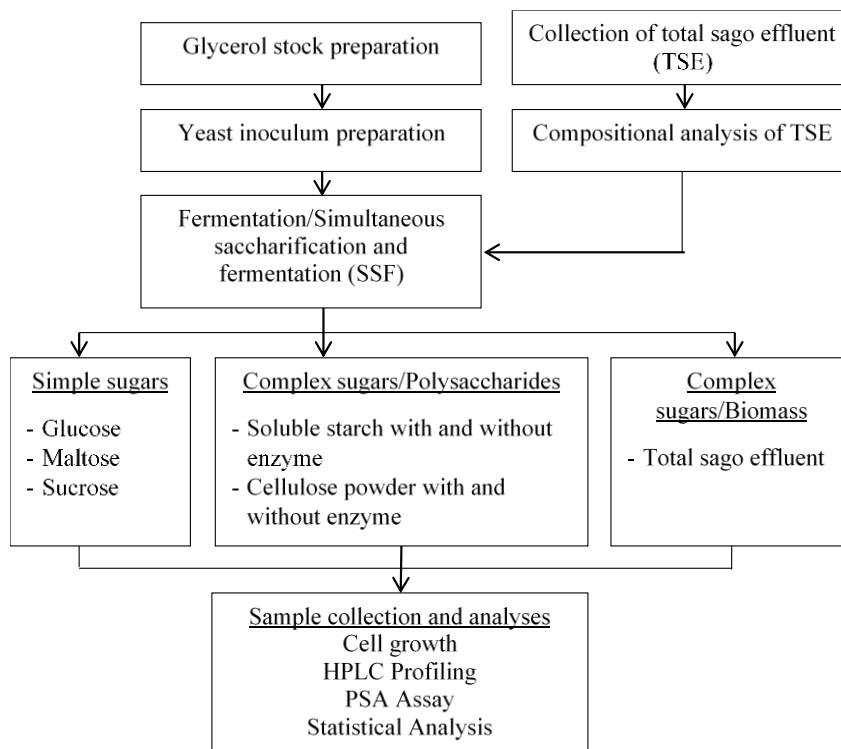 Glycerol stock preparation
Collection of total sago effluent
(TSE)
Yeast inoculum preparation
Compositional analysis of TSE
Fermentation/Simultaneous
saccharification and
fermentation (SSF)
Simple sugars
- Glucose
- Maltose
- Sucrose
Complex sugars/Polysaccharides
- Soluble starch with and without
enzyme
- Cellulose powder with and
without enzyme
Complex
sugars/Biomass
- Total sago effluent
Sample collection and analyses
Cell growth
HPLC Profiling
PSA Assay
Statistical Analysis